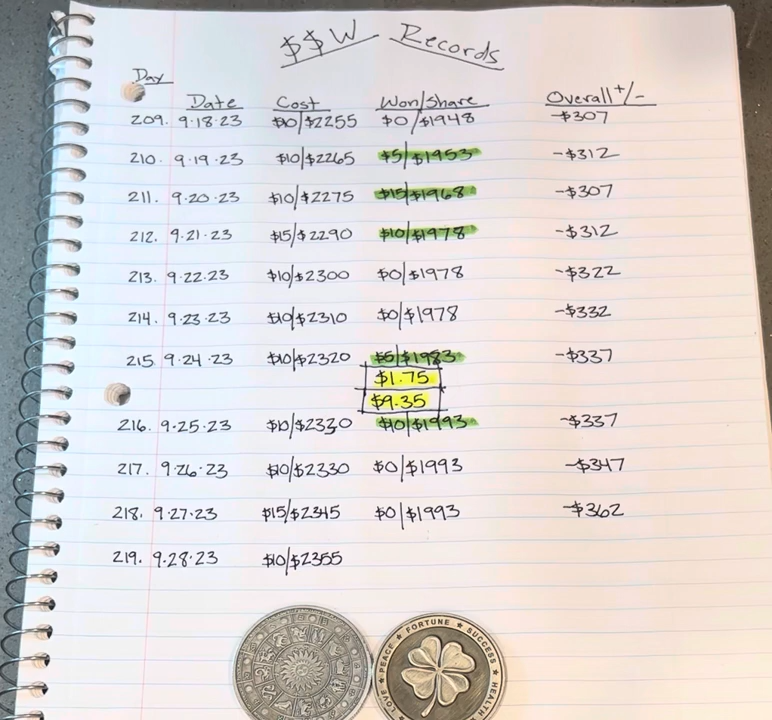 $$W Records
Day
Date Cost Won/Share Overall +/-
209. 9.18.23 $10/$2255 $0/$1948 -$307
210. 9.19.23 $10/$2265 $5/$1953 -$312
211. 9.20.23 $10/$2275 $15/$1968 -$307
212. 9.21.23 $15/$2290 $10/$1978 -$312
213. 9.22.23 $10/$2300 $0/$1978 -$322
214. 9.23.23 $10/$2310 $0/$1978 -$332
215. 9.24.23 $10/$2320 $5/$1983 -$337
$1.75
$9.35
216. 9.25.23 $10/$2330 $10/$1993 -$337
217. 9.26.23 $10/$2330 $0/$1993 -$347
218. 9.27.23 $15/$2345 $0/$1993 -$362
219. 9.28.23 $10/$2355
LOVE ★ PEACE ★ FORTUNE ★ SUCCESS ★ HEALTH